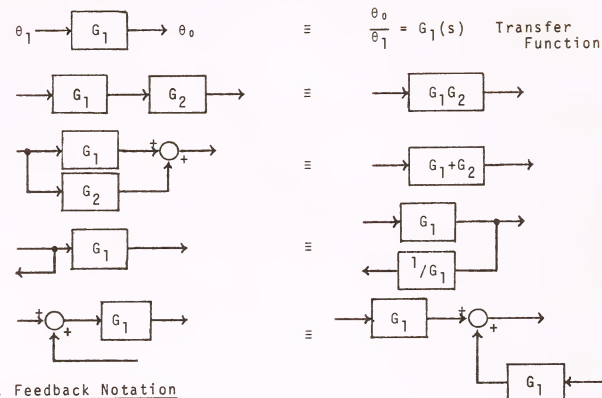 θ₁ G₁ θ₀ ≡ θ₀/θ₁ = G₁(s) Transfer Function
G₁ G₂ ≡ G₁G₂
G₁ ± + G₂ ≡ G₁+G₂
G₁ ≡ G₁ 1/G₁
± + G₁ ≡ G₁ ± + G₁
. Feedback Notation